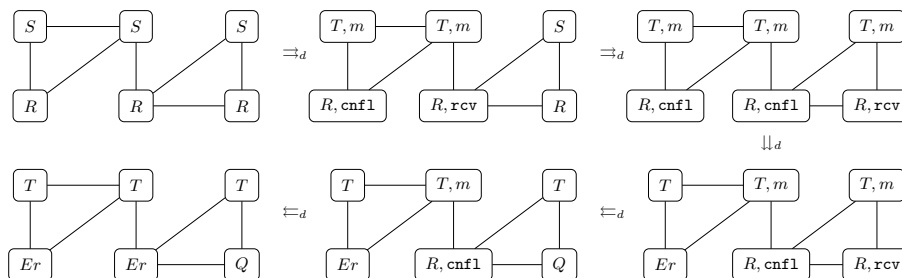 S S S ⇉d T, m T, m S ⇉d T, m T, m T, m
R R R R, cnfl R, rcv R R, cnfl R, cnfl R, rcv
⇊d
T T T ⇇d T T, m T ⇇d T T, m T, m
Er Er Q Er R, cnfl Q Er R, cnfl R, rcv